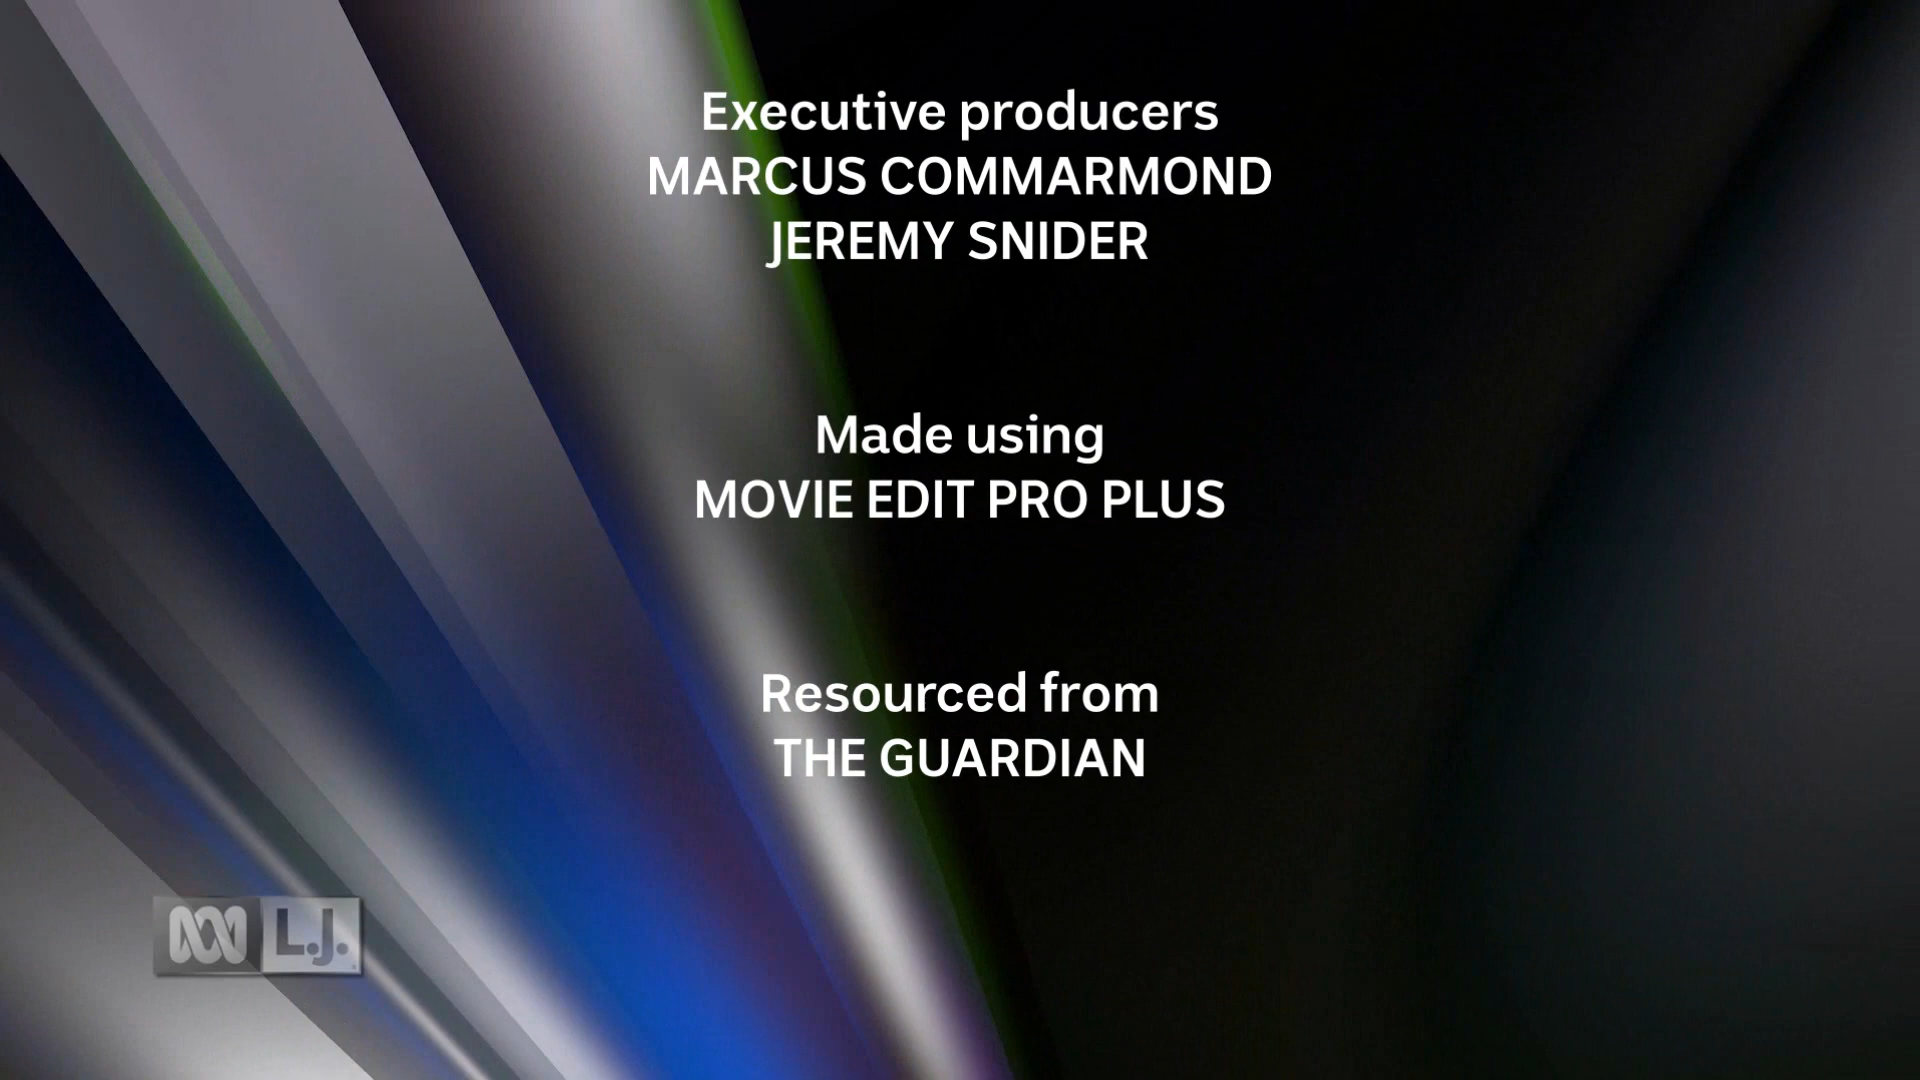 Executive producers
MARCUS COMMARMOND
JEREMY SNIDER
Made using
MOVIE EDIT PRO PLUS
Resourced from
THE GUARDIAN
L.J.